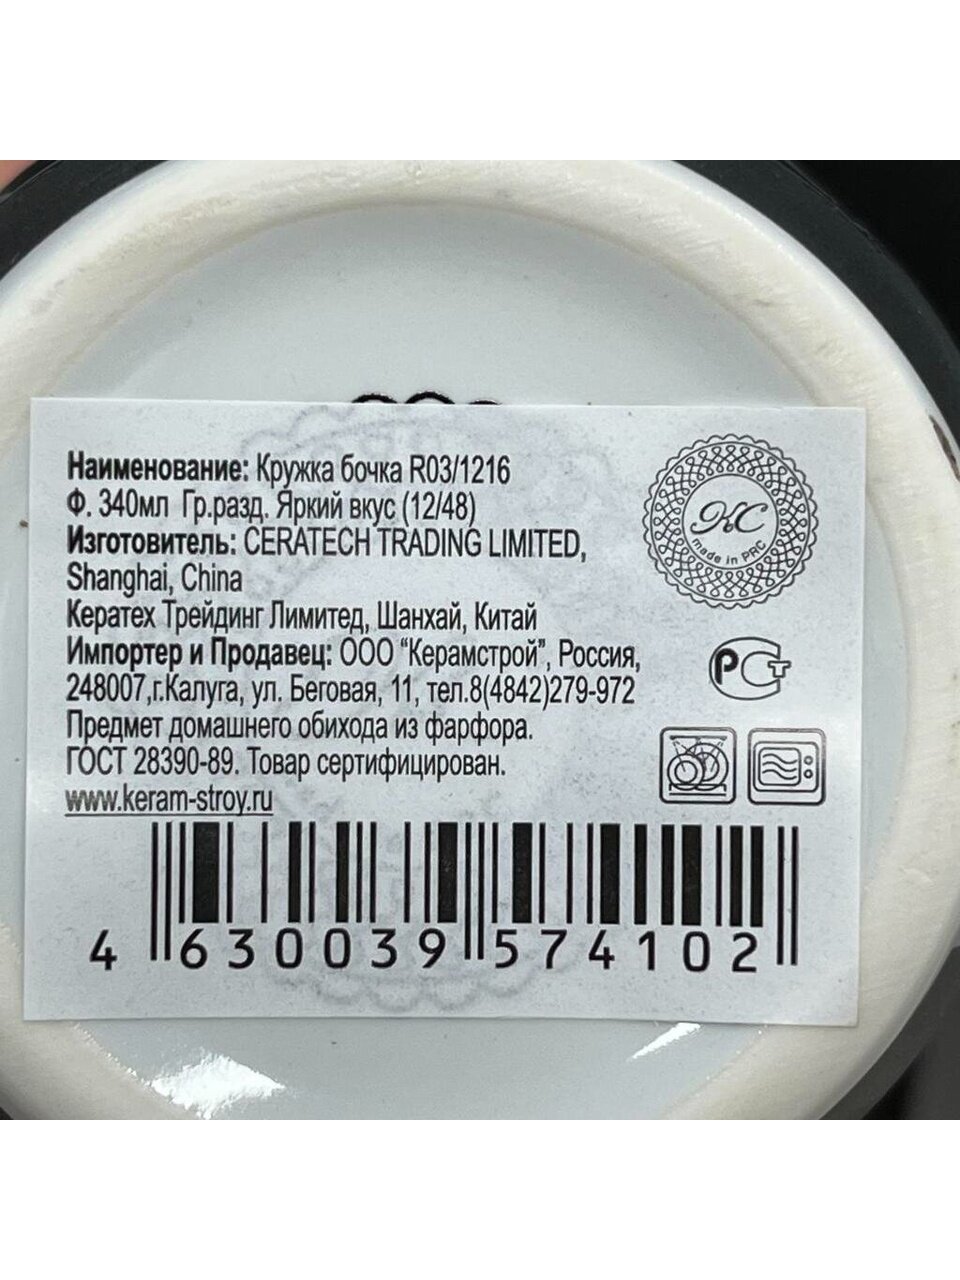 Наименование: Кружка бочка R03/1216
Ф. 340мл Гр.разд. Яркий вкус (12/48)
Изготовитель: CERATECH TRADING LIMITED,
Shanghai, China
Кератех Трейдинг Лимитед, Шанхай, Китай
Импортер и Продавец: ООО “Керамстрой”, Россия,
248007,г.Калуга, ул. Беговая, 11, тел.8(4842)279-972
Предмет домашнего обихода из фарфора.
ГОСТ 28390-89. Товар сертифицирован.
www.keram-stroy.ru
КС
made in PRC
РСТ
4 630039 574102